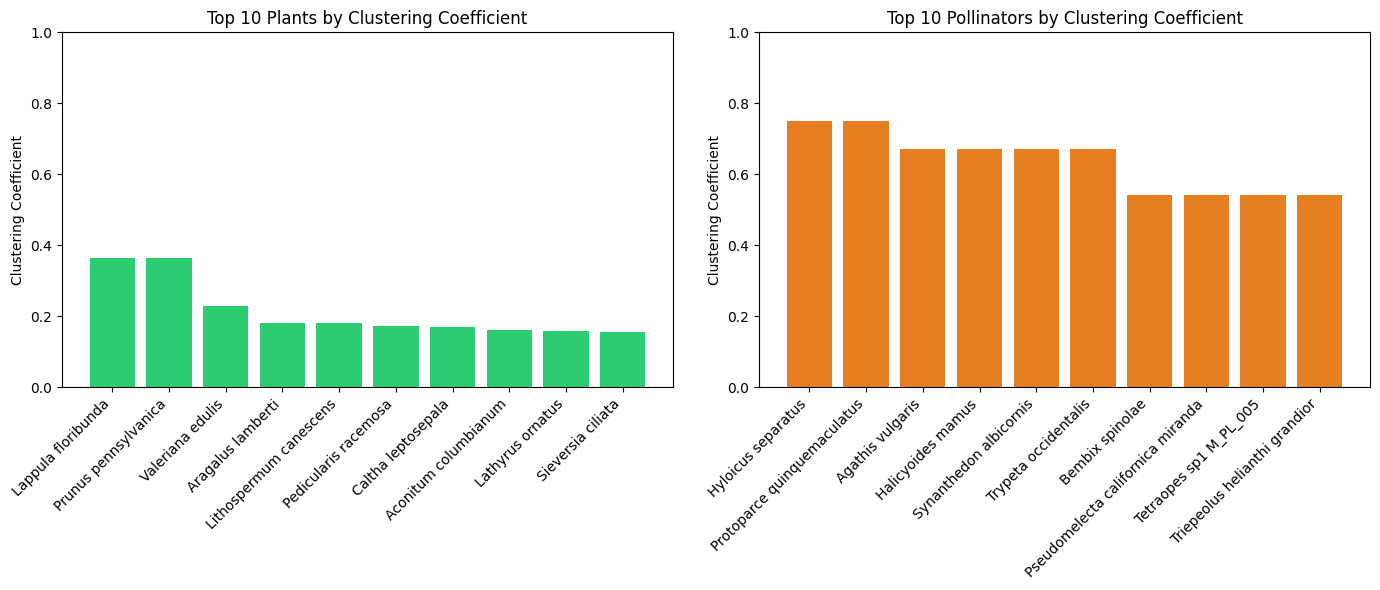 Top 10 Plants by Clustering Coefficient
Clustering Coefficient
1.0
0.8
0.6
0.4
0.2
0.0
Lappula floribunda
Prunus pennsylvanica
Valeriana edulis
Aragalus lamberti
Lithospermum canescens
Pedicularis racemosa
Caltha leptosepala
Aconitum columbianum
Lathyrus ornatus
Sieversia ciliata
Top 10 Pollinators by Clustering Coefficient
Clustering Coefficient
1.0
0.8
0.6
0.4
0.2
0.0
Hyloicus separatus
Protoparce quinquemaculatus
Agathis vulgaris
Halicyoides mamus
Synanthedon albicornis
Trypeta occidentalis
Bembix spinolae
Pseudomelecta californica miranda
Tetraopes sp1 M_PL_005
Triepeolus helianthi grandior